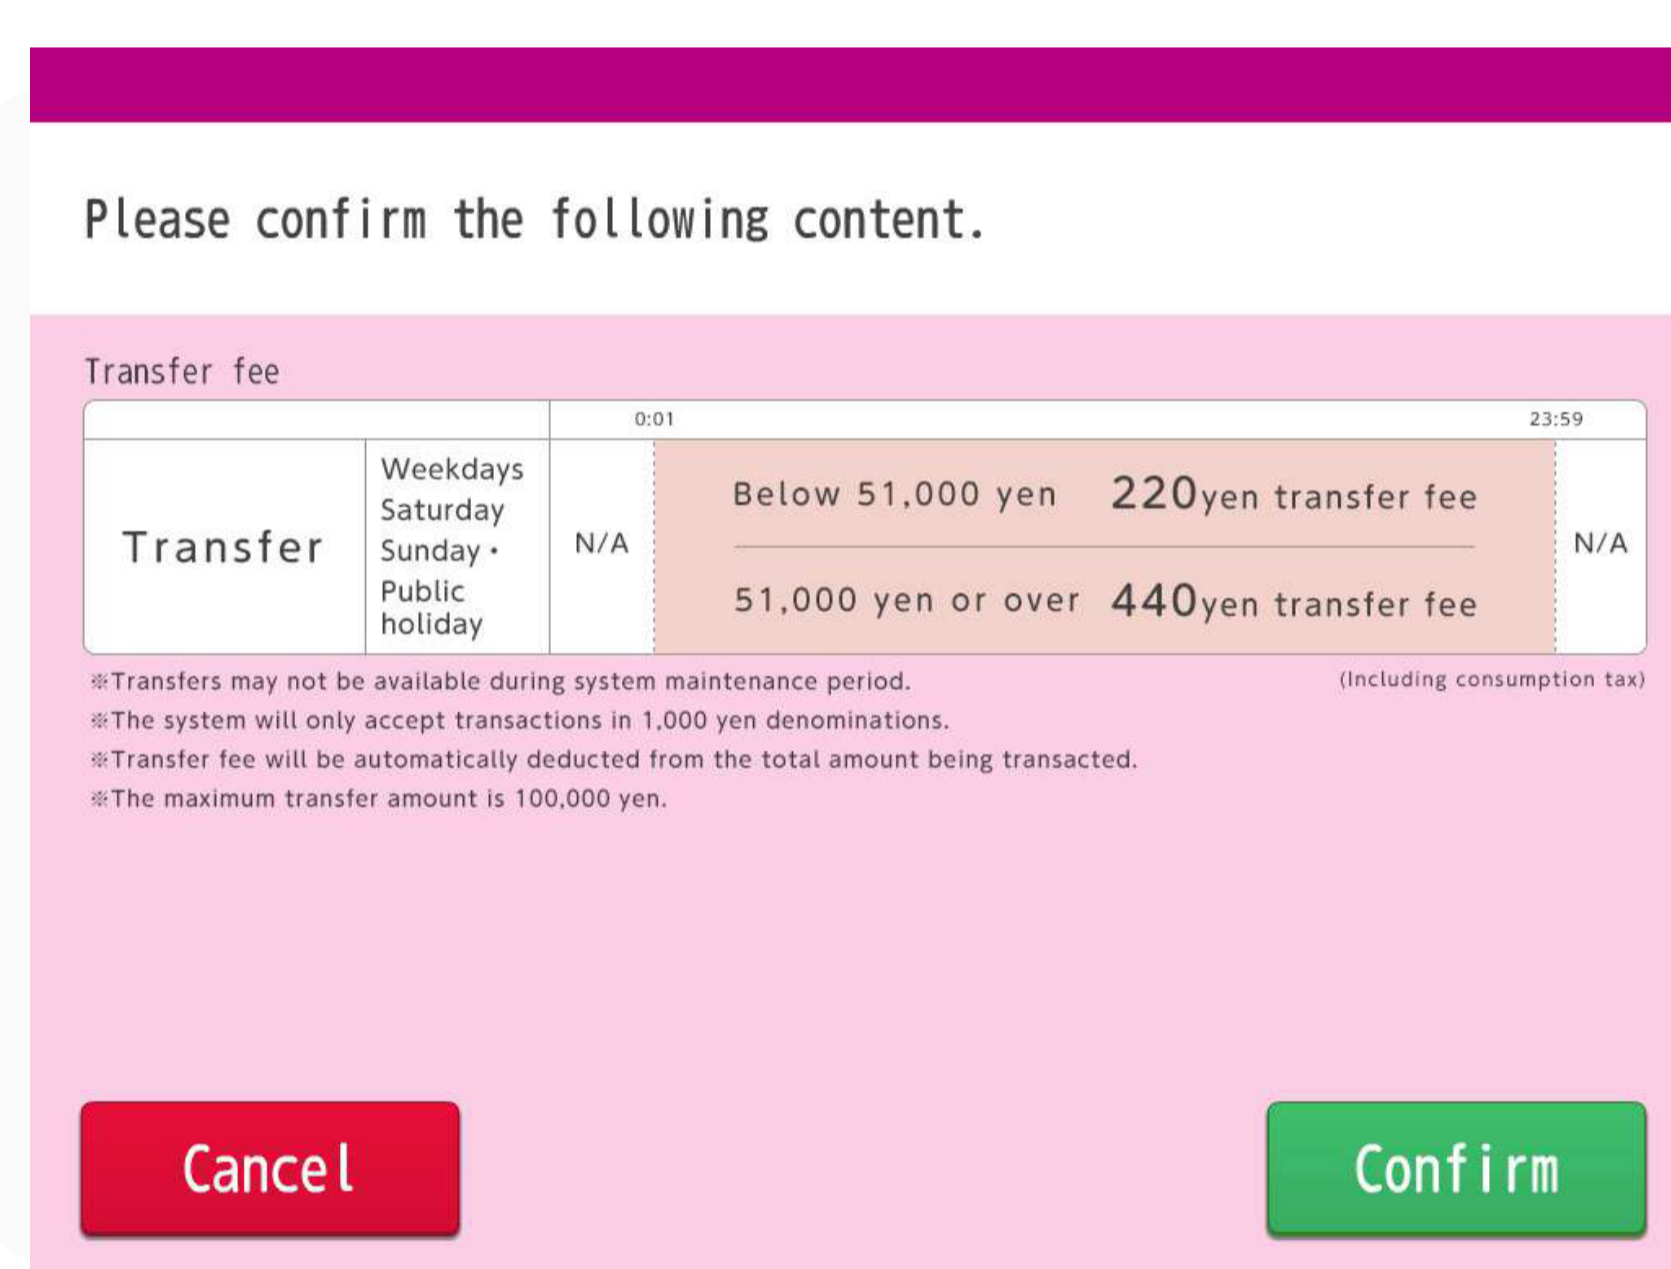 Please confirm the following content.
Transfer fee
0:01 23:59
Transfer
Weekdays
Saturday
Sunday・
Public
holiday
N/A
Below 51,000 yen 220yen transfer fee
51,000 yen or over 440yen transfer fee
N/A
※Transfers may not be available during system maintenance period.
(Including consumption tax)
※The system will only accept transactions in 1,000 yen denominations.
※Transfer fee will be automatically deducted from the total amount being transacted.
※The maximum transfer amount is 100,000 yen.
Cancel
Confirm